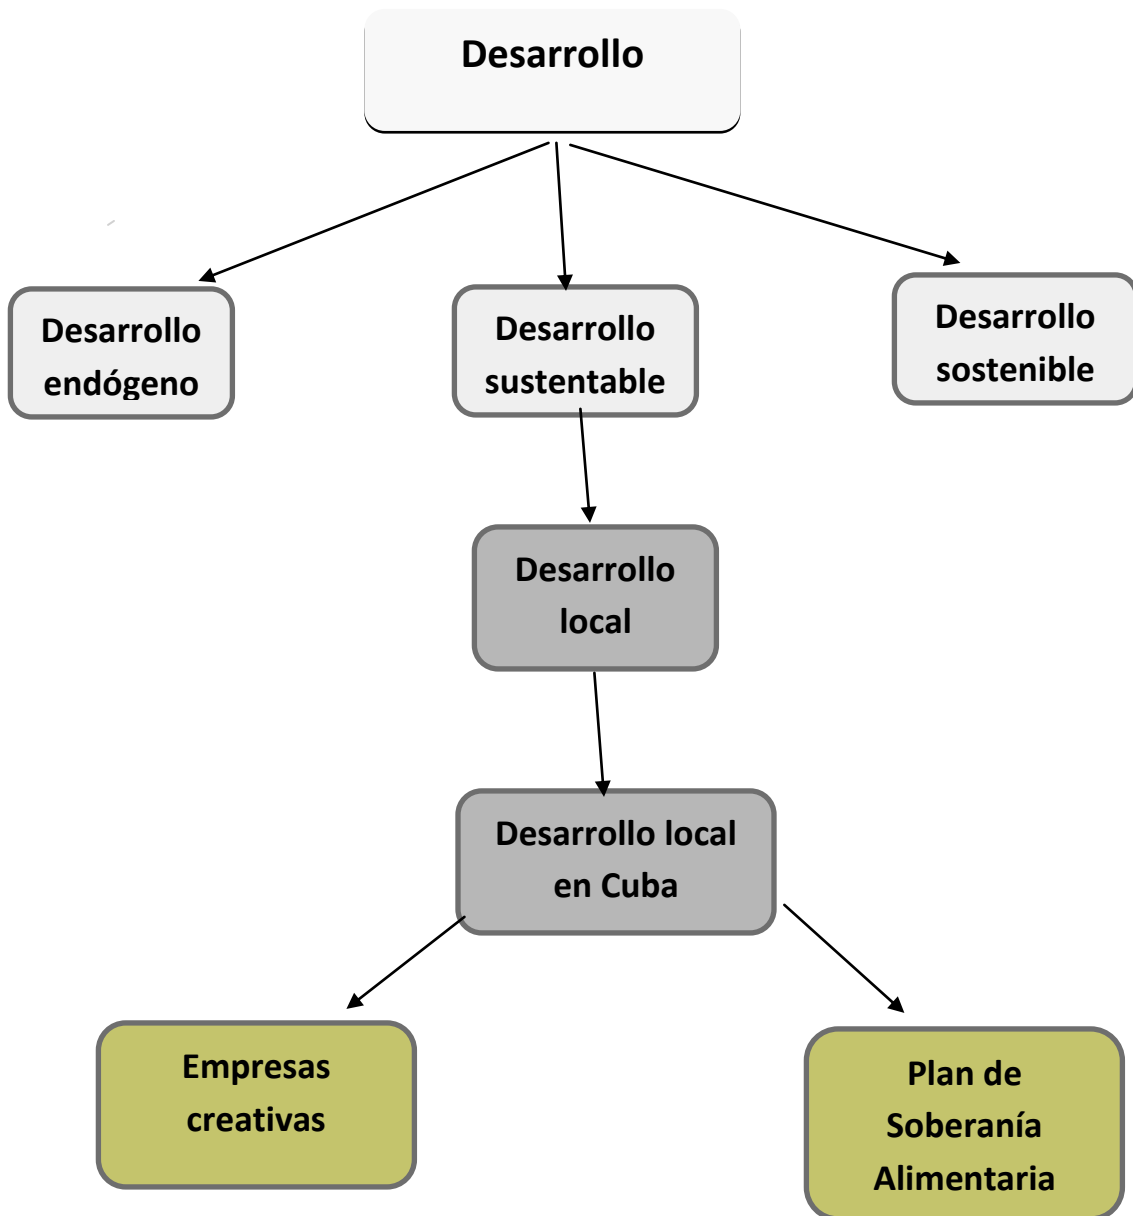 Desarrollo
Desarrollo
endógeno
Desarrollo
sustentable
Desarrollo
sostenible
Desarrollo
local
Desarrollo local
en Cuba
Empresas
creativas
Plan de
Soberanía
Alimentaria